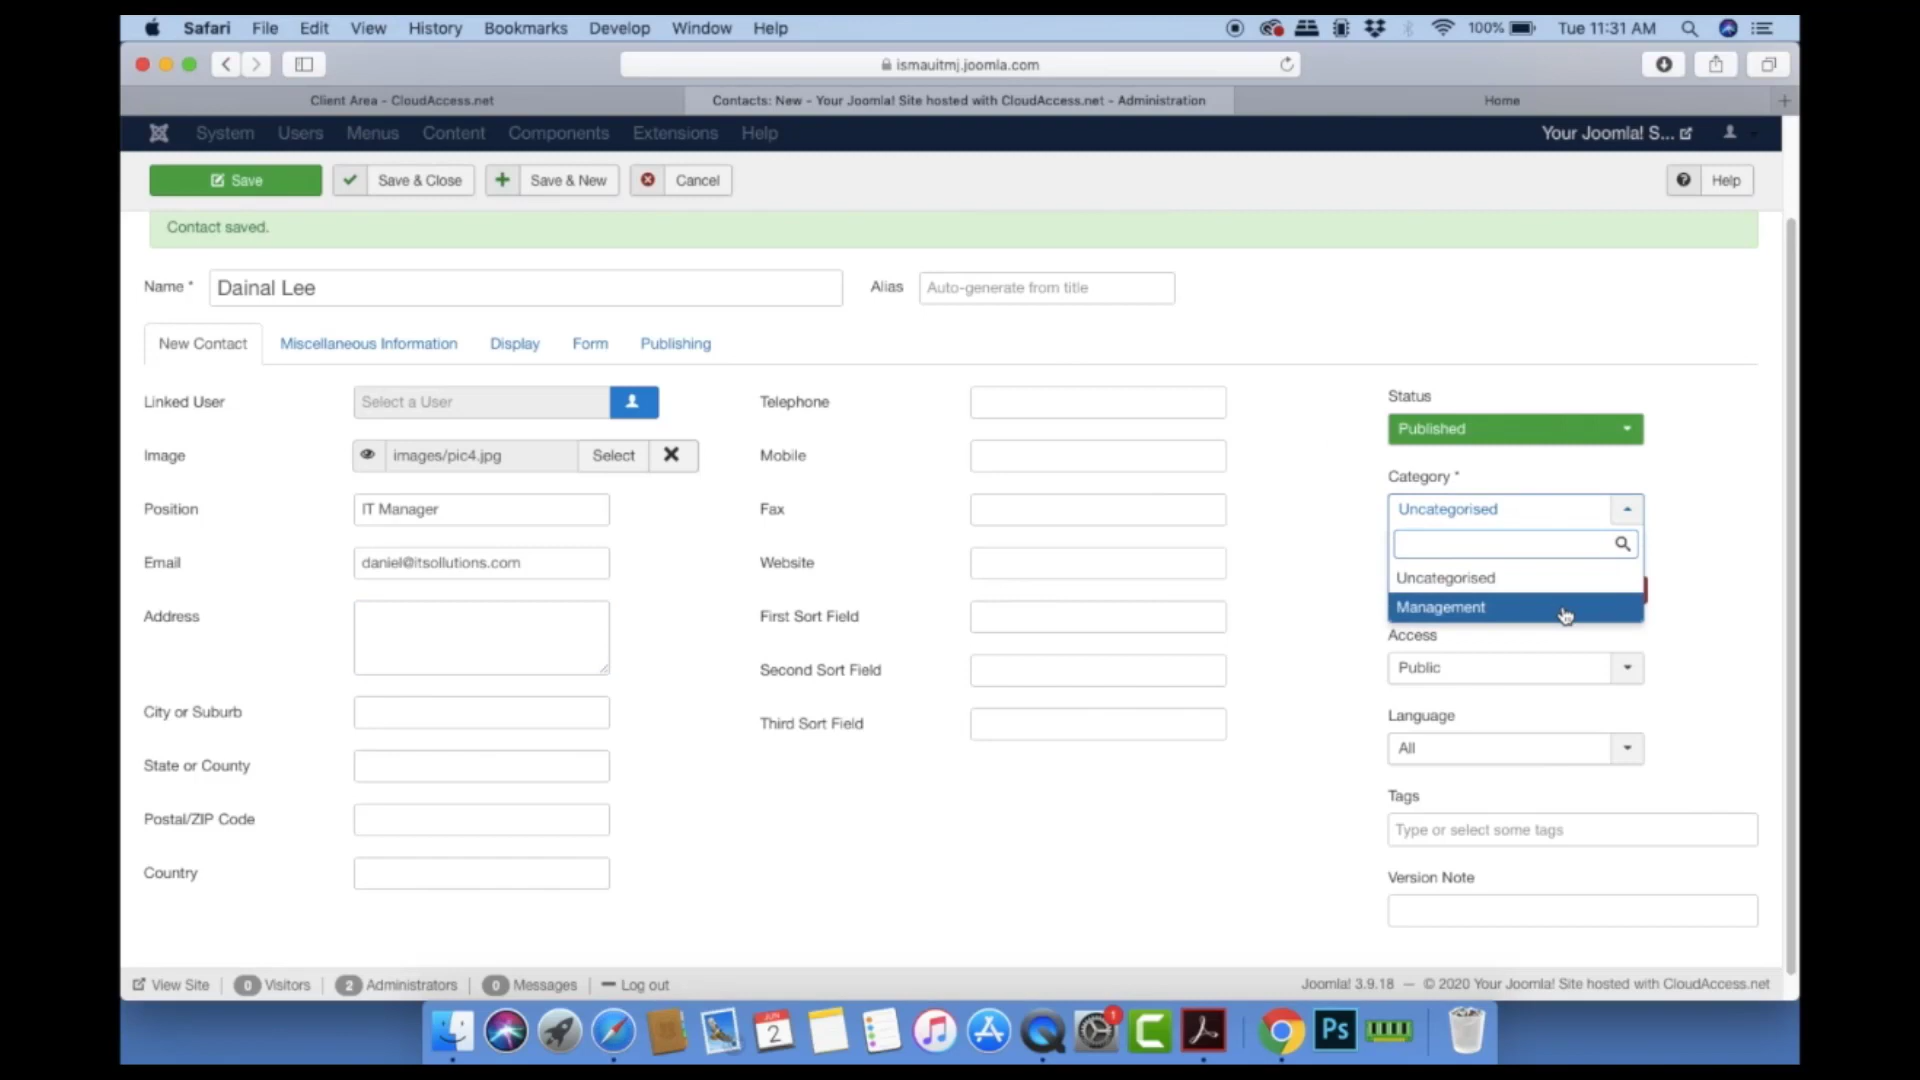 Safari File Edit View History Bookmarks Develop Window Help 100% Tue 11:31 AM
ismauitmj.joomla.com
Client Area - CloudAccess.net Contacts: New - Your Joomla! Site hosted with CloudAccess.net - Administration Home
System Users Menus Content Components Extensions Help Your Joomla! S...
Save Save & Close Save & New Cancel Help
Contact saved.
Name * Dainal Lee Alias Auto-generate from title
New Contact Miscellaneous Information Display Form Publishing
Linked User Select a User Telephone Status
Published
Image images/pic4.jpg Select Mobile Category *
Position IT Manager Fax Uncategorised
Email daniel@itsollutions.com Website Uncategorised
Management
Address First Sort Field Access
Second Sort Field Public
City or Suburb Third Sort Field Language
All
State or County
Tags
Postal/ZIP Code Type or select some tags
Country Version Note
View Site 0 Visitors 2 Administrators 0 Messages Log out Joomla! 3.9.18 — © 2020 Your Joomla! Site hosted with CloudAccess.net
JUN
2
1
Ps